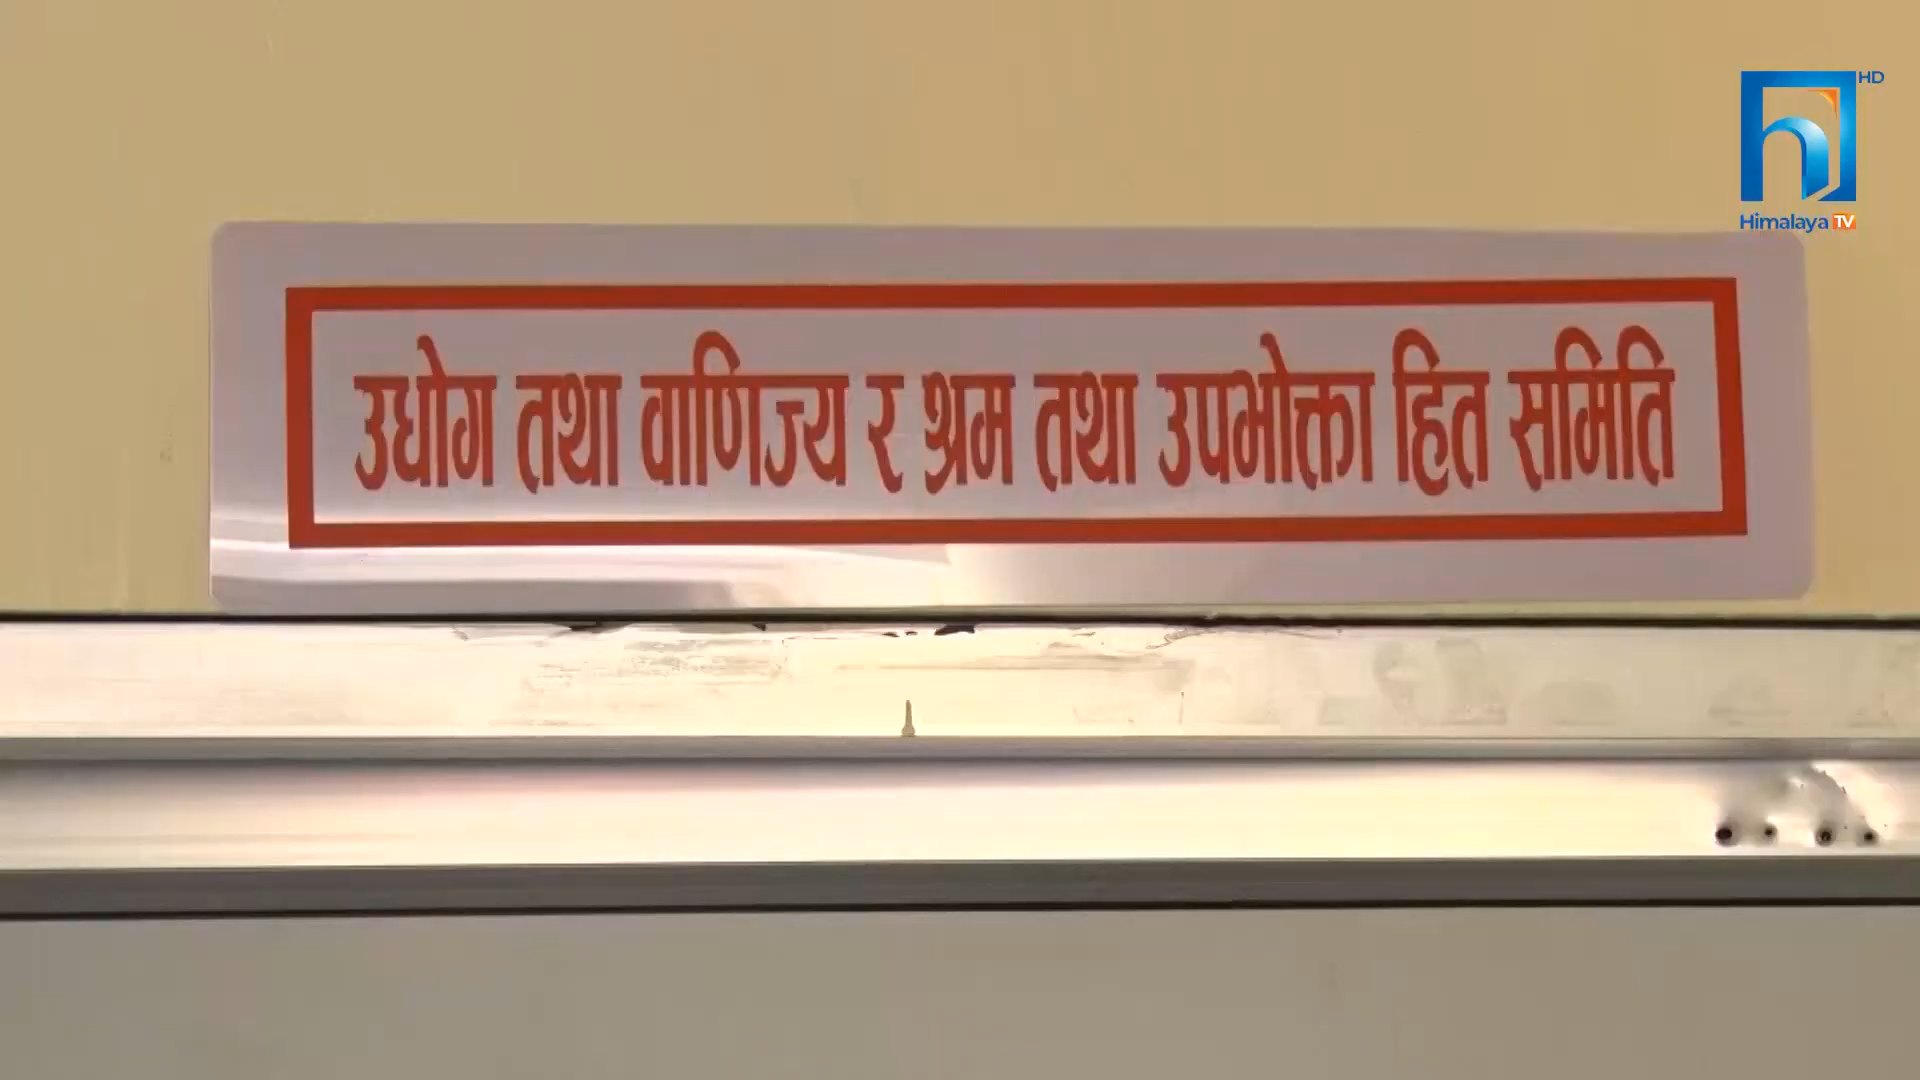 HD
Himalaya TV
उधोग तथा वाणिज्य र श्रम तथा उपभोक्ता हित समिति